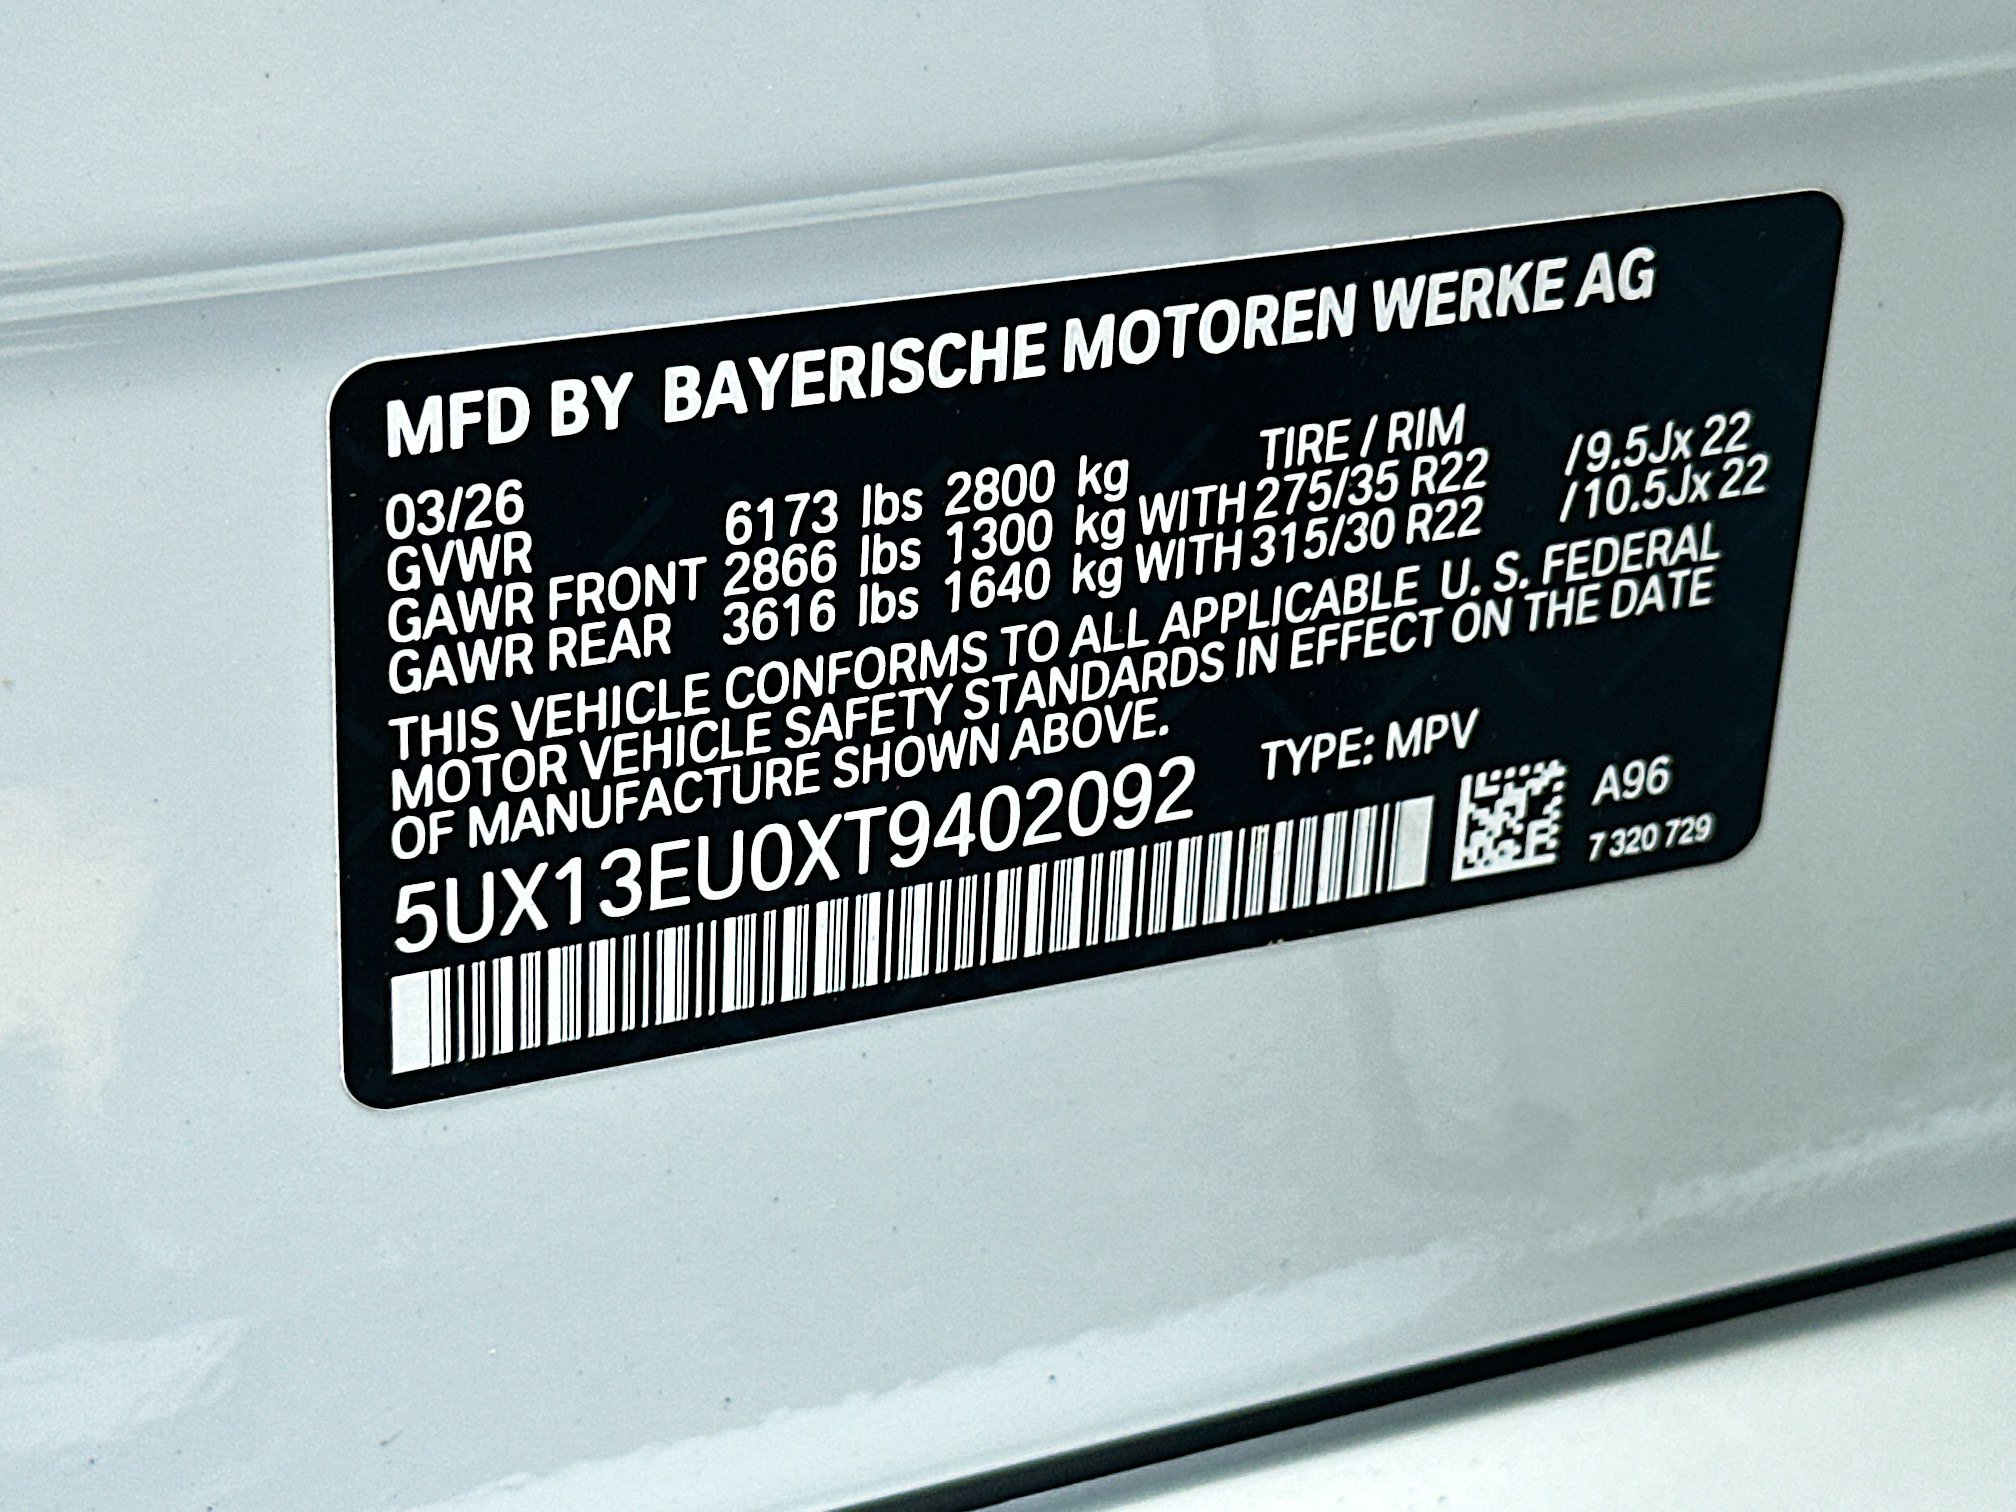 MFD BY BAYERISCHE MOTOREN WERKE AG
03/26 TIRE / RIM
GVWR 6173 lbs 2800 kg
GAWR FRONT 2866 lbs 1300 kg WITH 275/35 R22 /9.5Jx 22
GAWR REAR 3616 lbs 1640 kg WITH 315/30 R22 /10.5Jx 22
THIS VEHICLE CONFORMS TO ALL APPLICABLE U. S. FEDERAL
MOTOR VEHICLE SAFETY STANDARDS IN EFFECT ON THE DATE
OF MANUFACTURE SHOWN ABOVE.
TYPE: MPV
5UX13EU0XT9402092
A96
7 320 729